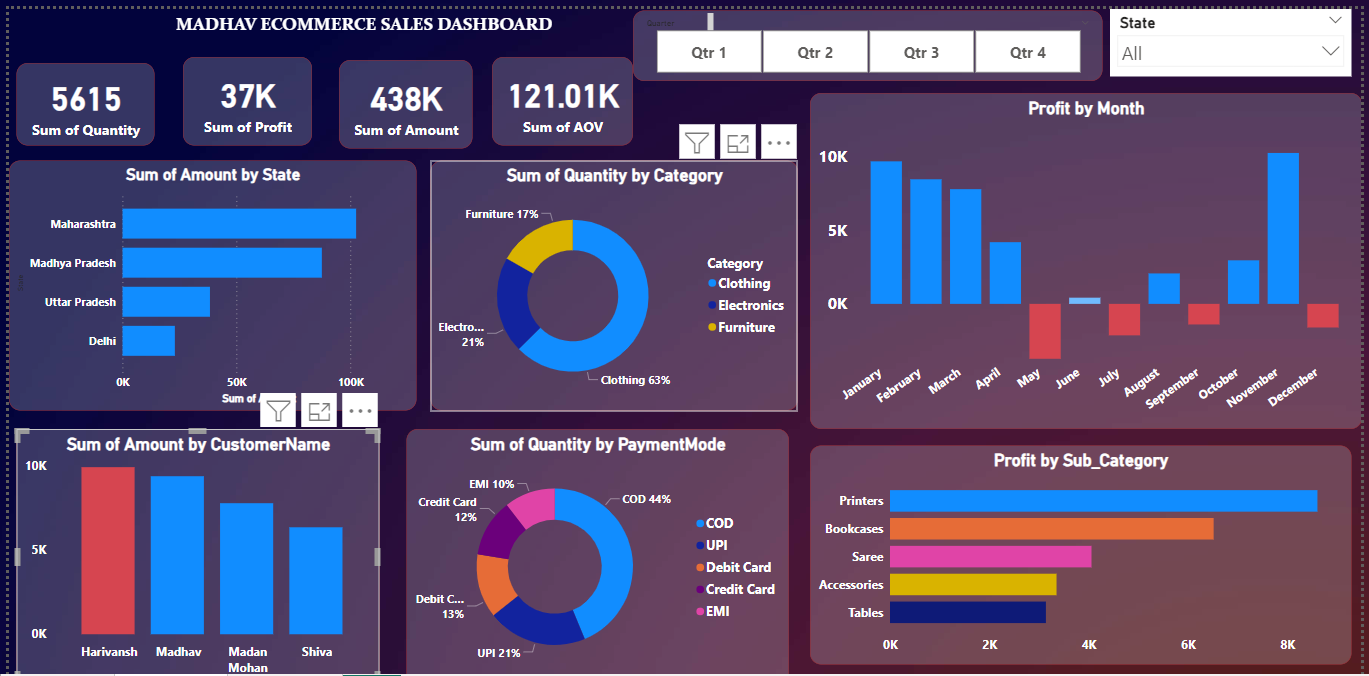 MADHAV ECOMMERCE SALES DASHBOARD
Quarter
Qtr 1
Qtr 2
Qtr 3
Qtr 4
State
All
5615
Sum of Quantity
37K
Sum of Profit
438K
Sum of Amount
121.01K
Sum of AOV
Sum of Amount by State
Maharashtra
Madhya Pradesh
Uttar Pradesh
Delhi
0K
50K
100K
Sum of
State
Sum of Quantity by Category
Furniture 17%
Electro...
21%
Clothing 63%
Category
Clothing
Electronics
Furniture
Profit by Month
10K
5K
0K
January
February
March
April
May
June
July
August
September
October
November
December
Sum of Amount by CustomerName
10K
5K
0K
Harivansh
Madhav
Madan
Mohan
Shiva
Sum of Quantity by PaymentMode
EMI 10%
Credit Card
12%
Debit C...
13%
UPI 21%
COD 44%
COD
UPI
Debit Card
Credit Card
EMI
Profit by Sub_Category
Printers
Bookcases
Saree
Accessories
Tables
0K
2K
4K
6K
8K